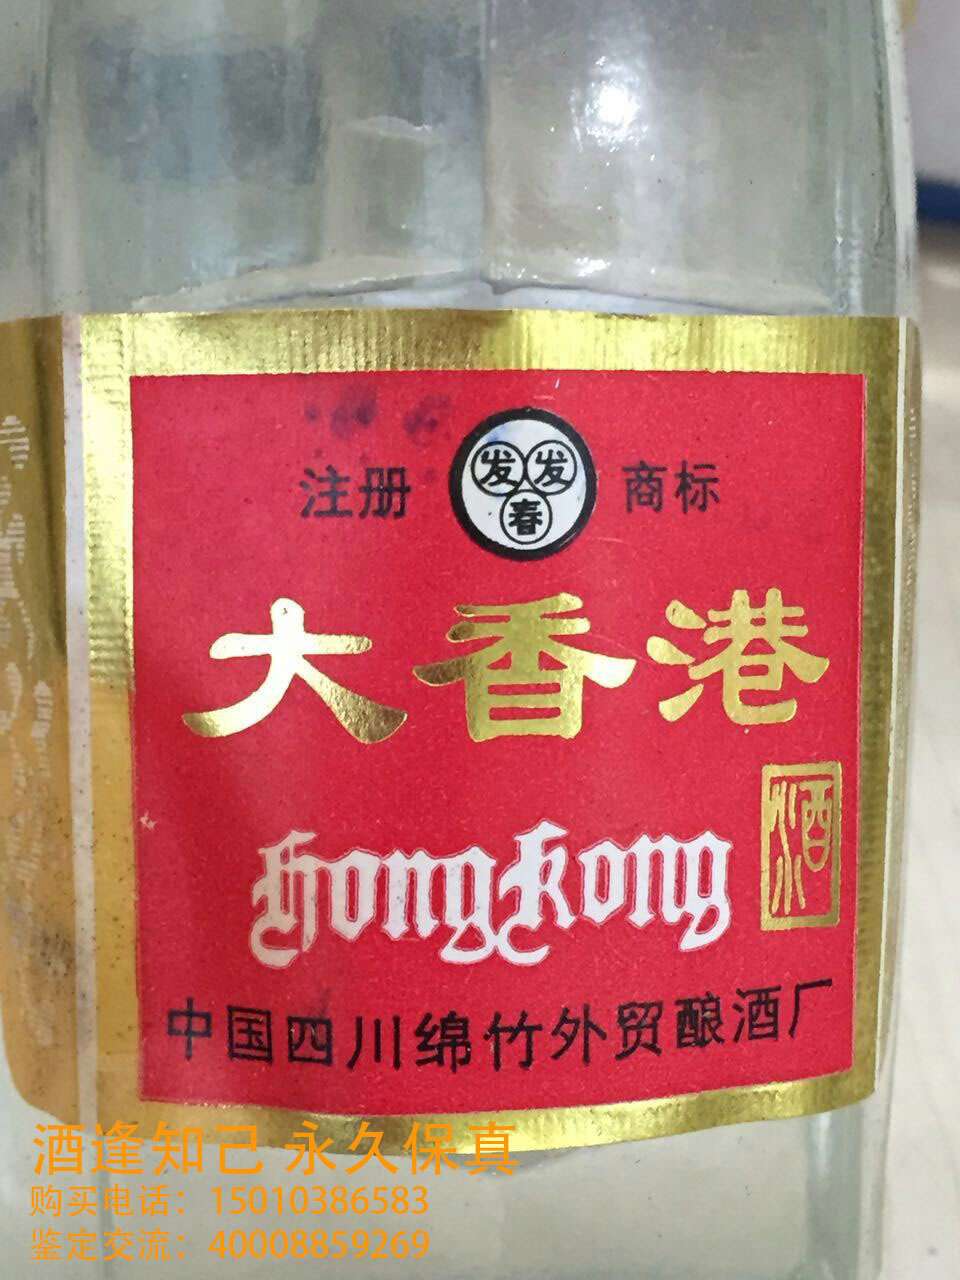 注册 发发春 商标
大香港
酒
HongKong
中国四川绵竹外贸酿酒厂
酒逢知己 永久保真
购买电话：15010386583
鉴定交流：40008859269